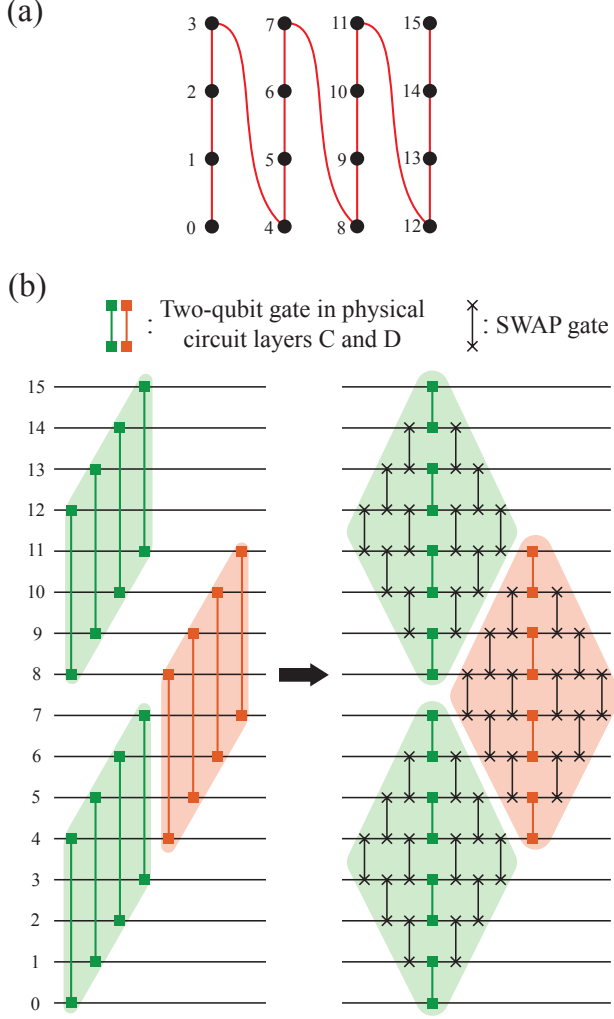 (a)
3 7 11 15
2 6 10 14
1 5 9 13
0 4 8 12
(b)
: Two-qubit gate in physical
circuit layers C and D
: SWAP gate
15
14
13
12
11
10
9
8
7
6
5
4
3
2
1
0